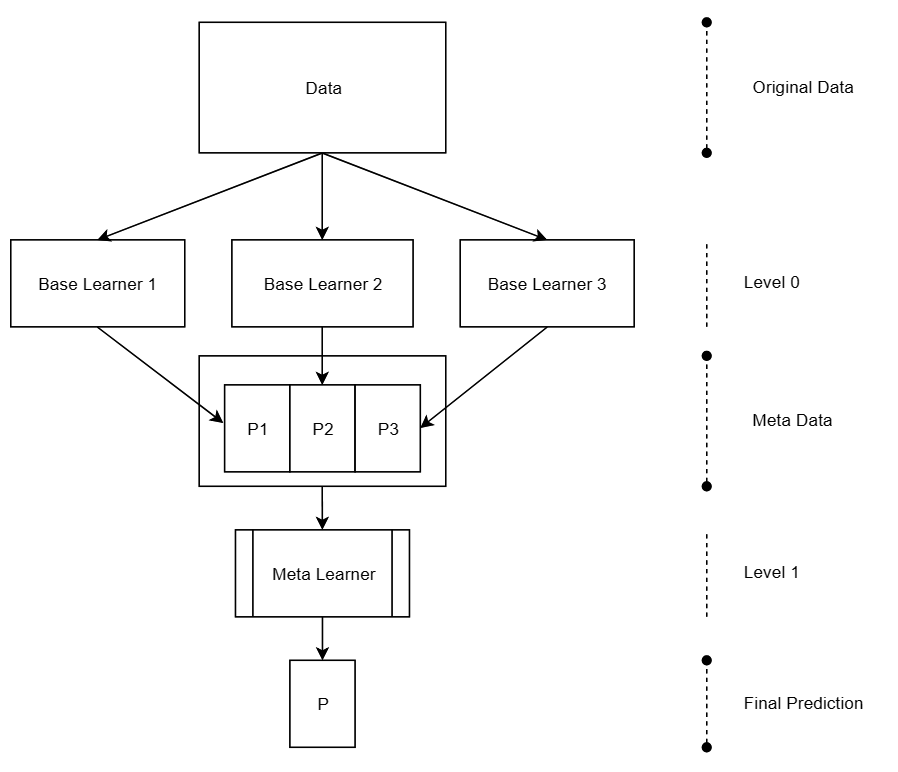 Data
Original Data
Base Learner 1
Base Learner 2
Base Learner 3
Level 0
P1
P2
P3
Meta Data
Meta Learner
Level 1
P
Final Prediction